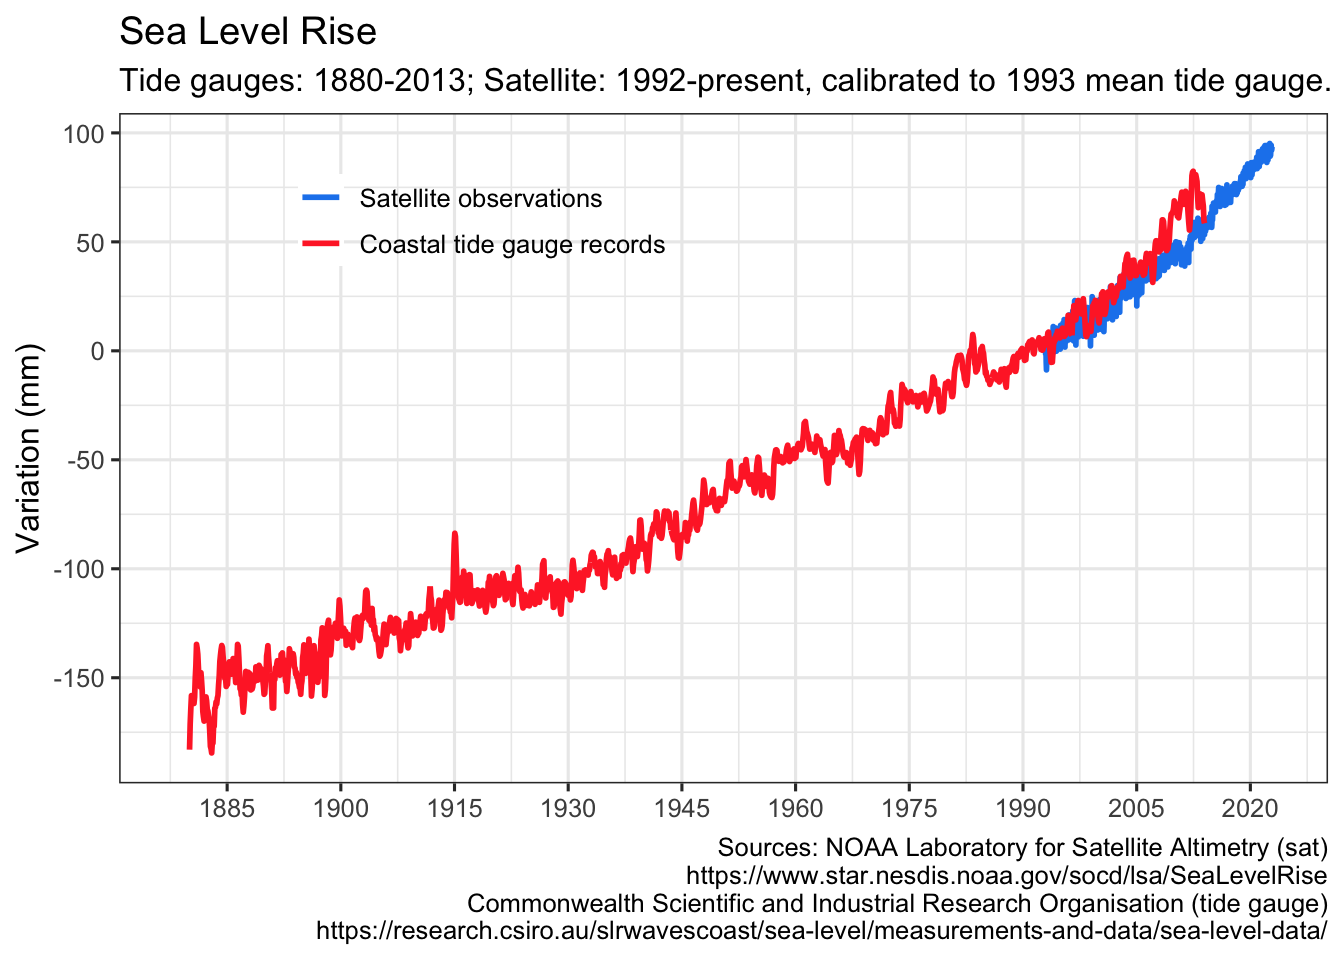 Sea Level Rise
Tide gauges: 1880-2013; Satellite: 1992-present, calibrated to 1993 mean tide gauge.
100
50
0
-50
-100
-150
Variation (mm)
Satellite observations
Coastal tide gauge records
1885 1900 1915 1930 1945 1960 1975 1990 2005 2020
Sources: NOAA Laboratory for Satellite Altimetry (sat)
https://www.star.nesdis.noaa.gov/socd/lsa/SeaLevelRise
Commonwealth Scientific and Industrial Research Organisation (tide gauge)
https://research.csiro.au/slrwavescoast/sea-level/measurements-and-data/sea-level-data/